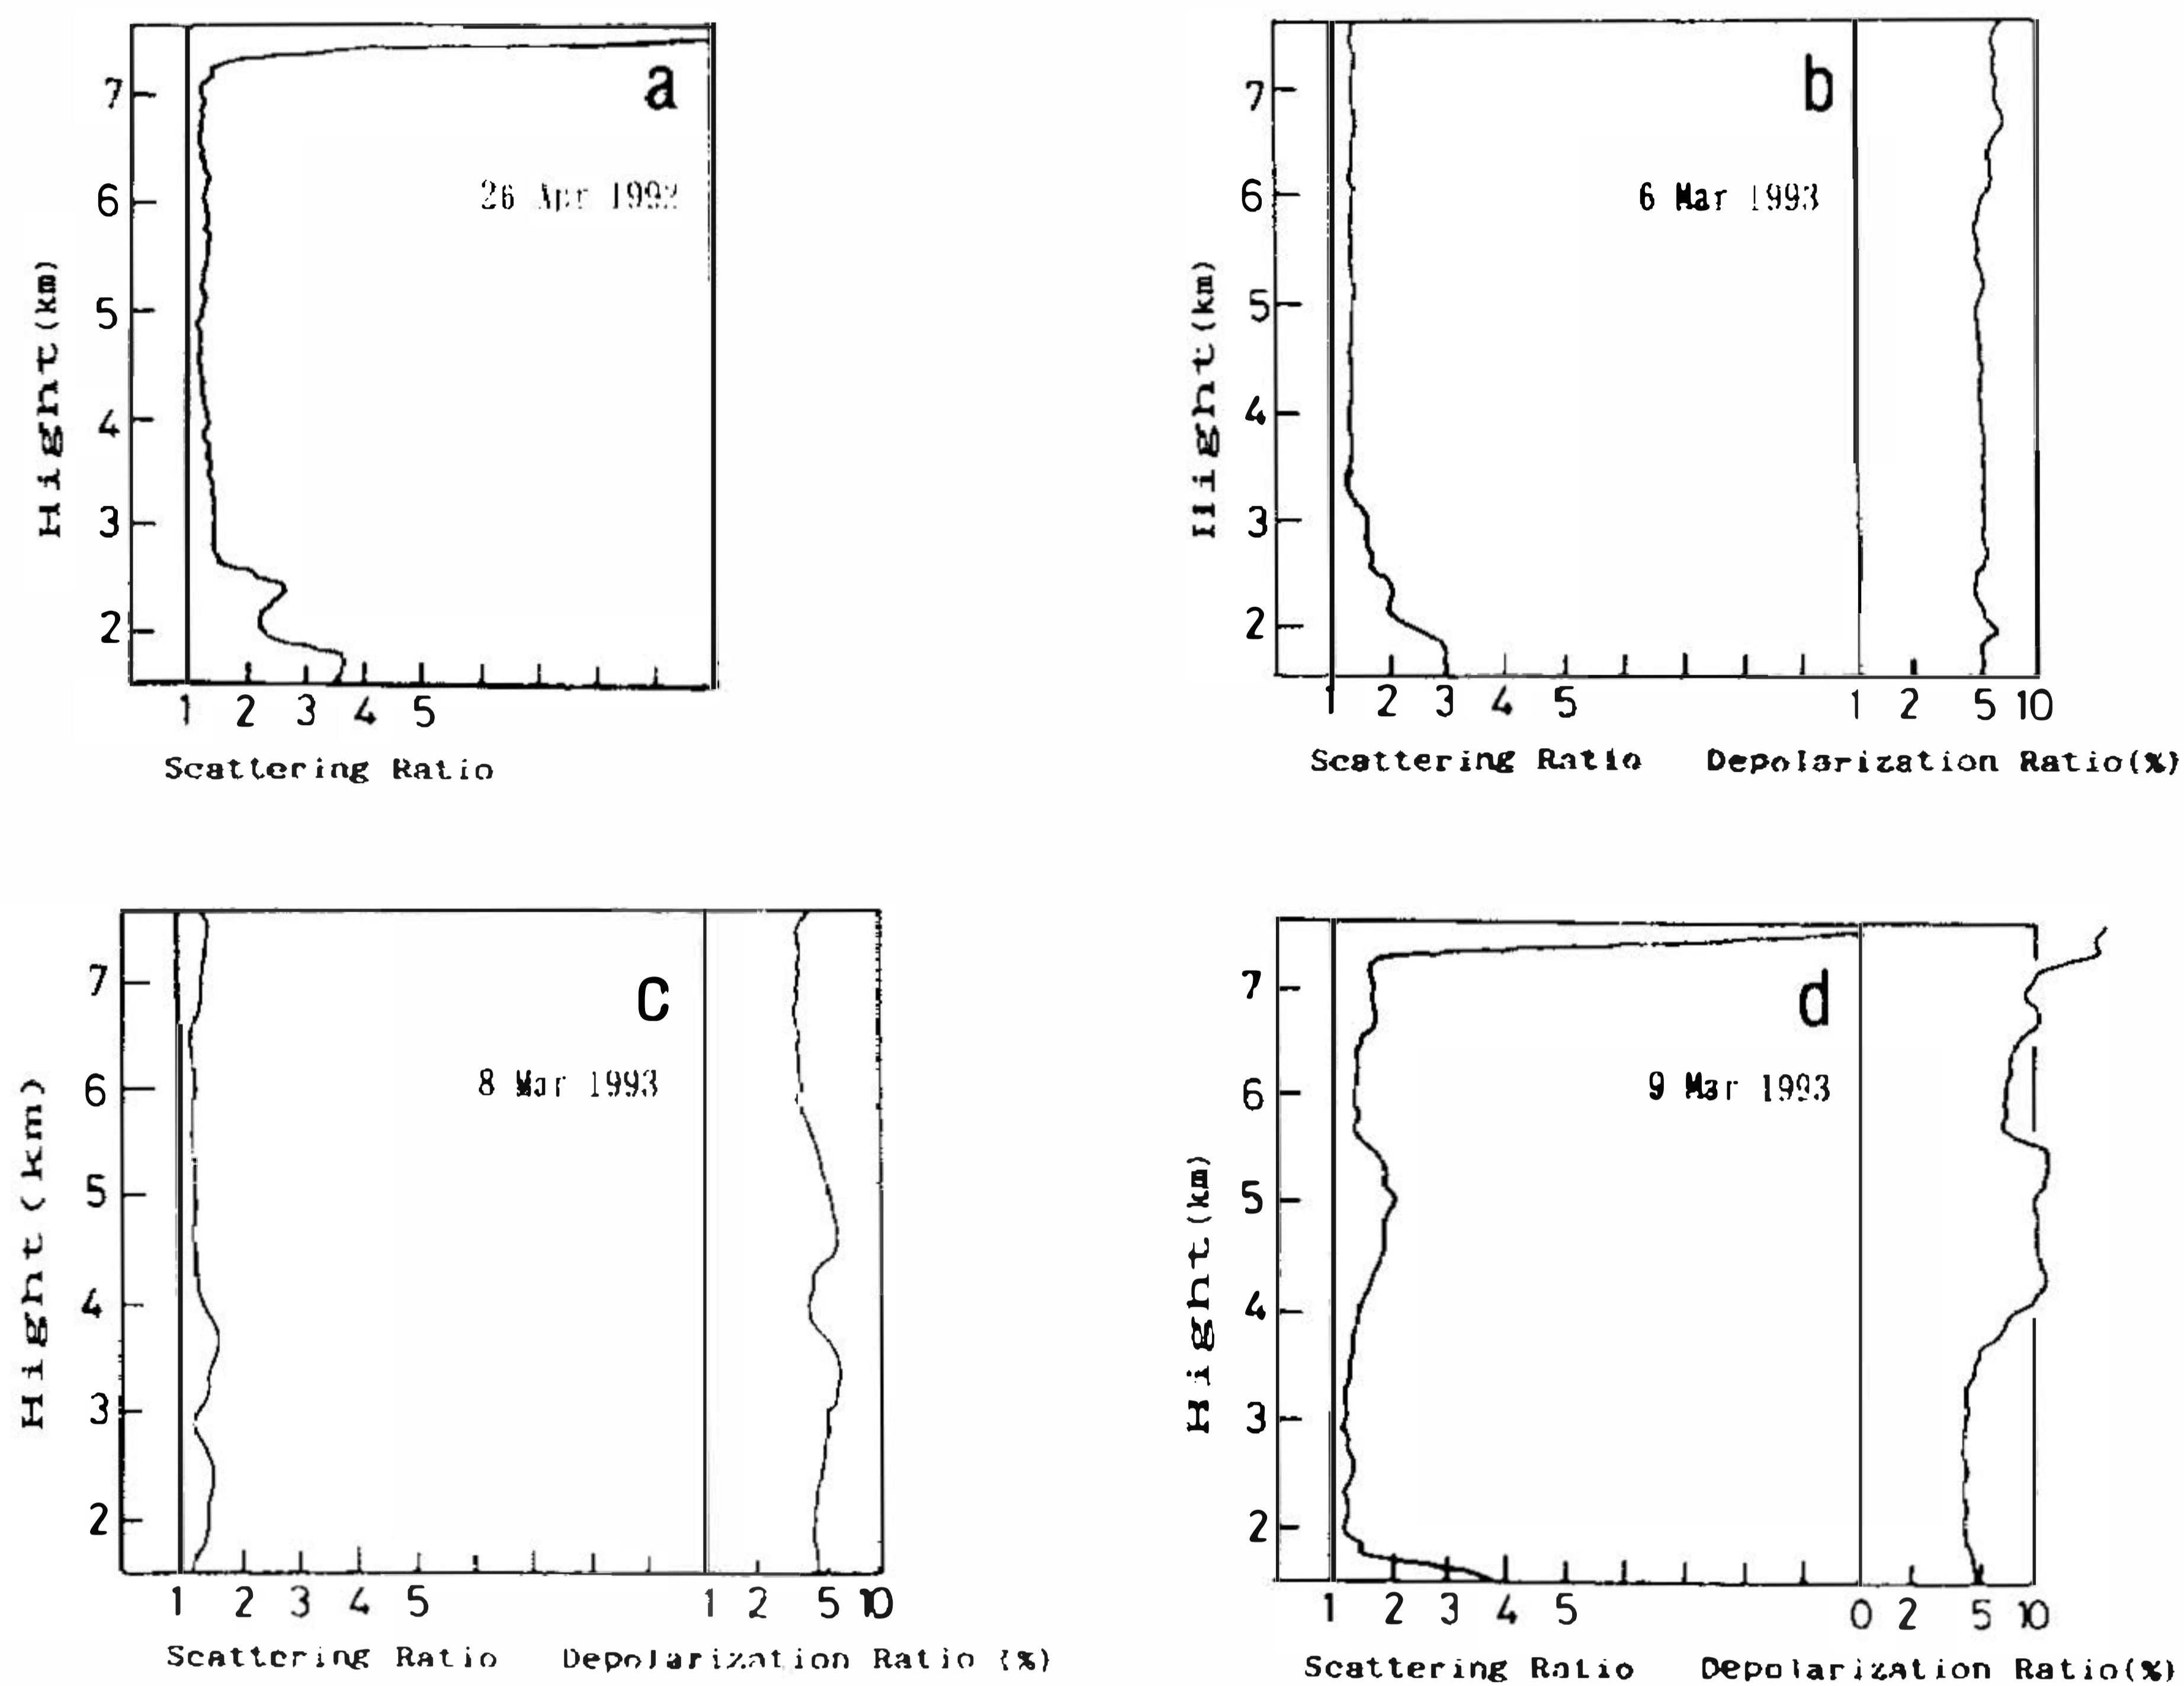 a
26 Apr 1992
7
6
5
4
3
2
Hight(km)
1 2 3 4 5
Scattering Ratio
b
6 Mar 1993
7
6
5
4
3
2
Hight(km)
1 2 3 4 5 1 2 5 10
Scattering Ratio Depolarization Ratio(%)
c
8 Mar 1993
7
6
5
4
3
2
Hight(km)
1 2 3 4 5 1 2 5 10
Scattering Ratio Depolarization Ratio (%)
d
9 Mar 1993
7
6
5
4
3
2
Hight(km)
1 2 3 4 5 0 2 5 10
Scattering Ratio Depolarization Ratio(%)